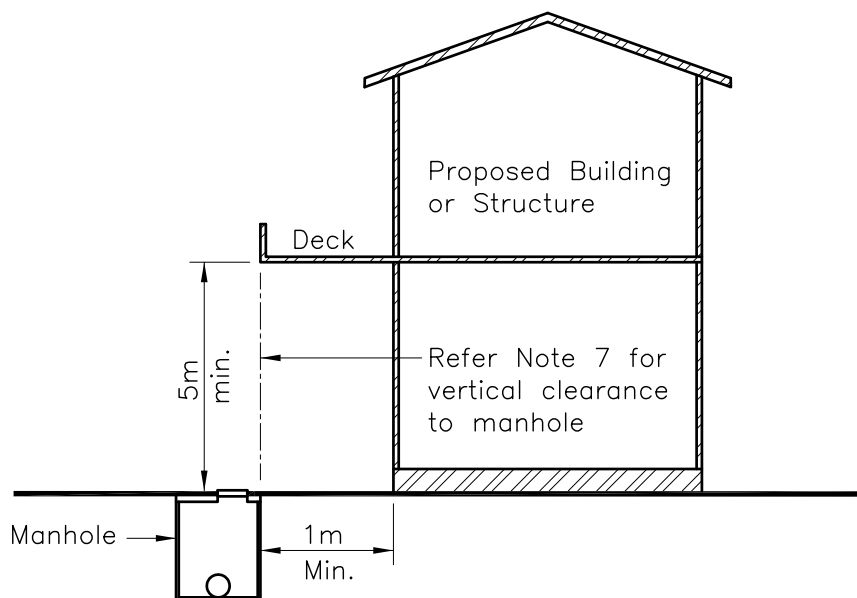 Proposed Building
or Structure
Deck
5m
min.
Refer Note 7 for
vertical clearance
to manhole
Manhole
1m
Min.